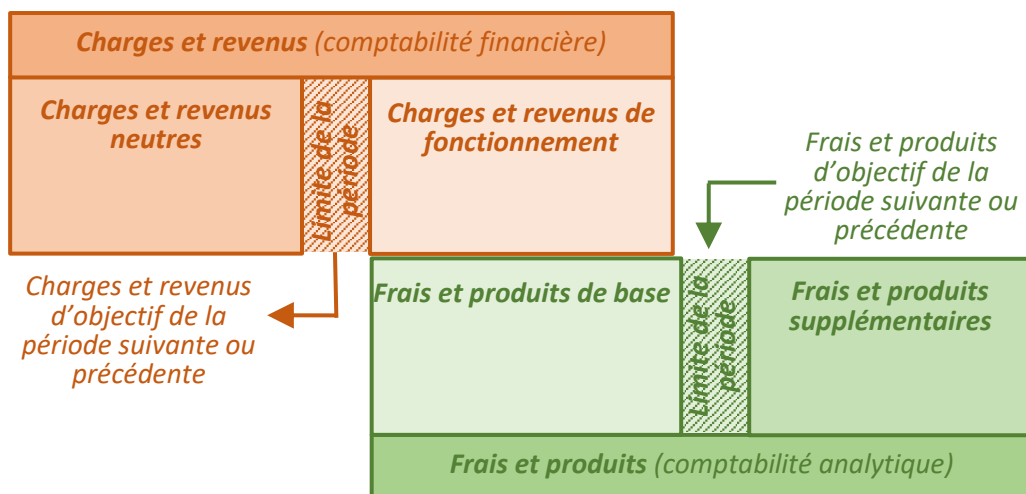 Charges et revenus (comptabilité financière)
Charges et revenus
neutres
Limite de la
période
Charges et revenus de
fonctionnement
Frais et produits
d’objectif de la
période suivante ou
précédente
Charges et revenus
d’objectif de la
période suivante ou
précédente
Frais et produits de base
Limite de la
période
Frais et produits
supplémentaires
Frais et produits (comptabilité analytique)